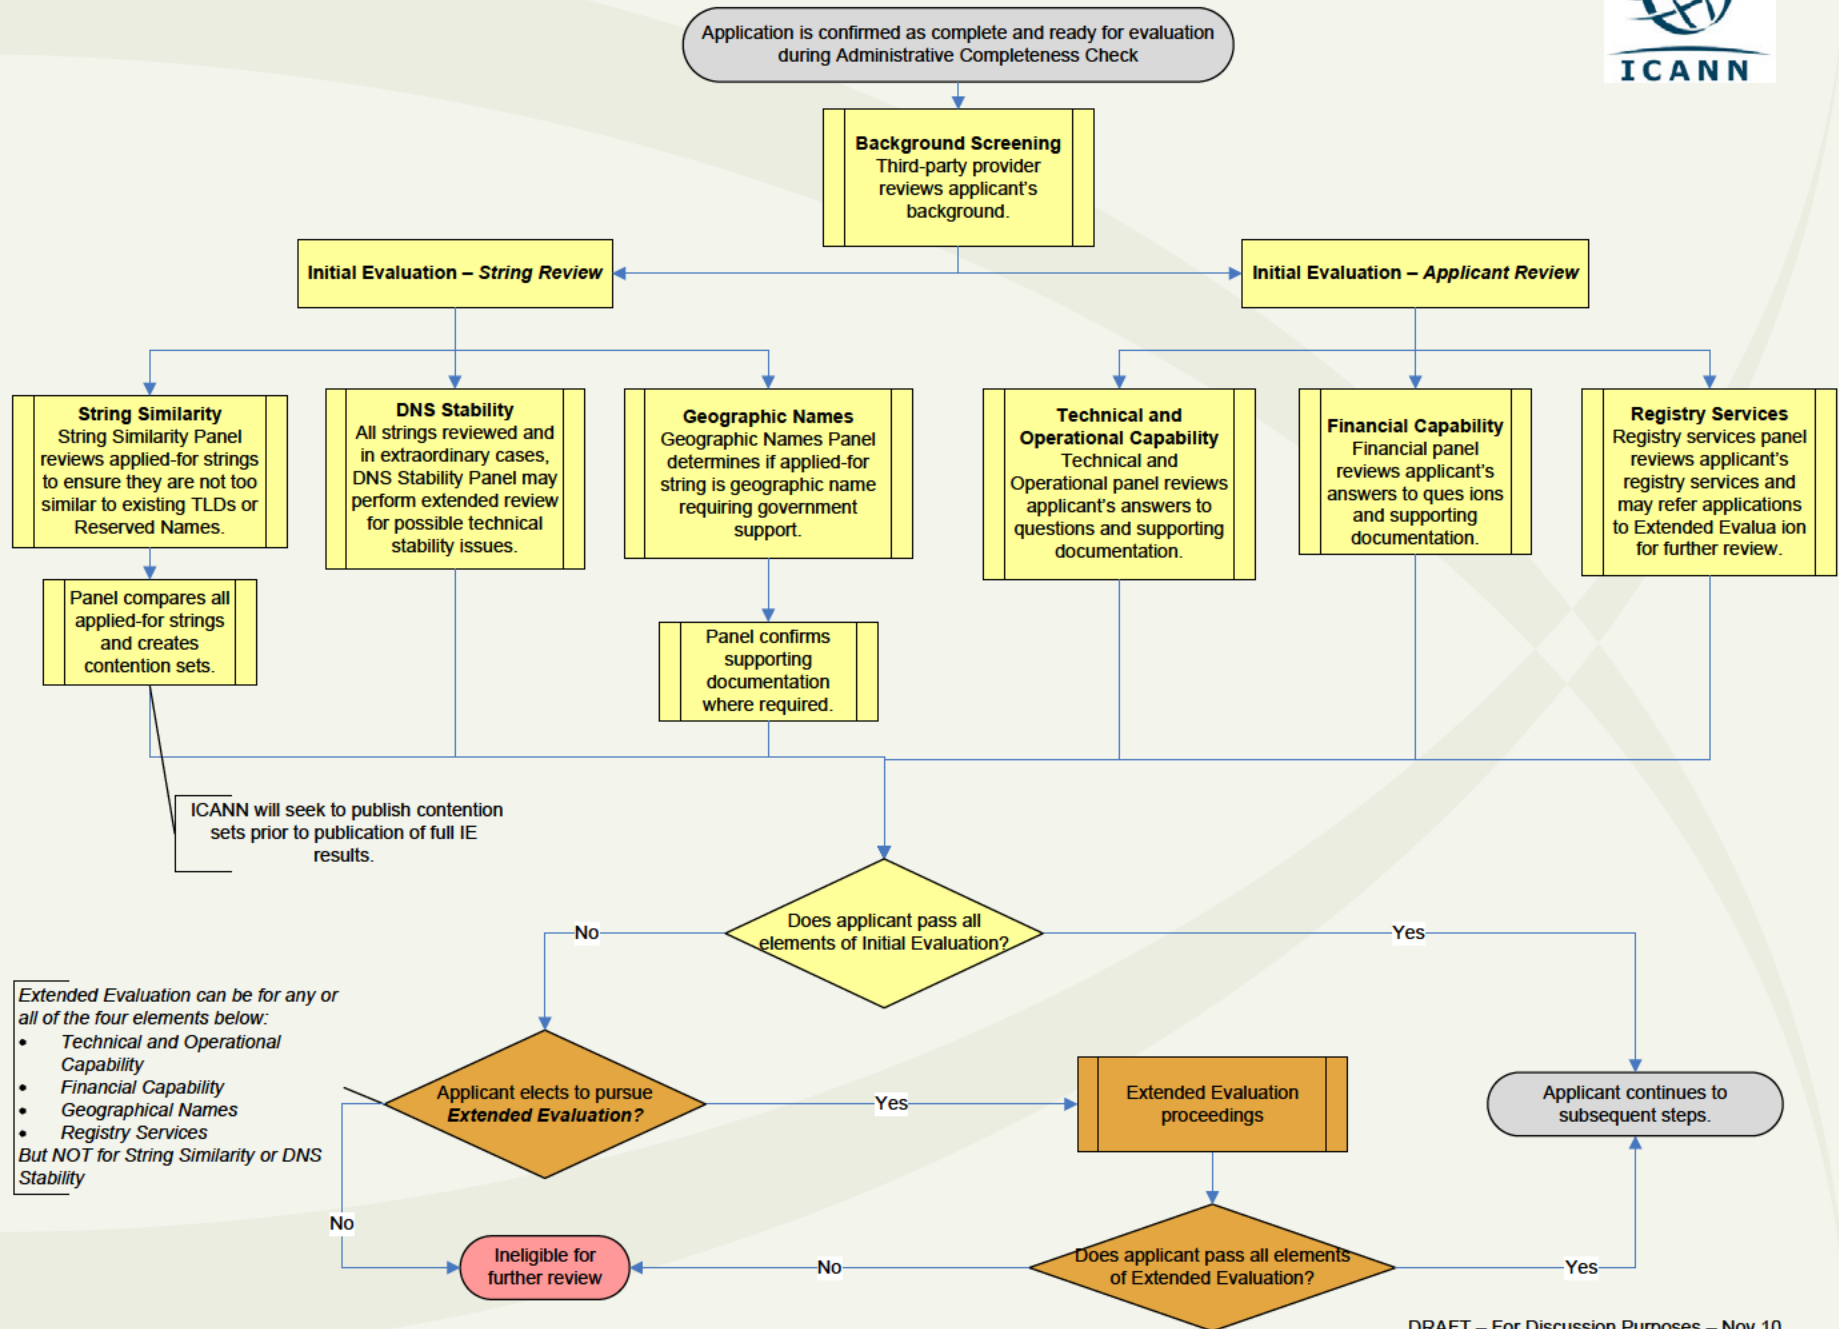 Application is confirmed as complete and ready for evaluation
during Administrative Completeness Check
ICANN
Background Screening
Third-party provider
reviews applicant's
background.
Initial Evaluation – String Review
Initial Evaluation – Applicant Review
String Similarity
String Similarity Panel
reviews applied-for strings
to ensure they are not too
similar to existing TLDs or
Reserved Names.
DNS Stability
All strings reviewed and
in extraordinary cases,
DNS Stability Panel may
perform extended review
for possible technical
stability issues.
Geographic Names
Geographic Names Panel
determines if applied-for
string is geographic name
requiring government
support.
Technical and
Operational Capability
Technical and
Operational panel reviews
applicant's answers to
questions and supporting
documentation.
Financial Capability
Financial panel
reviews applicant's
answers to ques ions
and supporting
documentation.
Registry Services
Registry services panel
reviews applicant's
registry services and
may refer applications
to Extended Evalua ion
for further review.
Panel compares all
applied-for strings
and creates
contention sets.
Panel confirms
supporting
documentation
where required.
ICANN will seek to publish contention
sets prior to publication of full IE
results.
Does applicant pass all
elements of Initial Evaluation?
No
Yes
Extended Evaluation can be for any or
all of the four elements below:
• Technical and Operational
Capability
• Financial Capability
• Geographical Names
• Registry Services
But NOT for String Similarity or DNS
Stability
Applicant elects to pursue
Extended Evaluation?
Yes
Extended Evaluation
proceedings
Applicant continues to
subsequent steps.
No
Ineligible for
further review
No
Does applicant pass all elements
of Extended Evaluation?
Yes
DRAFT – For Discussion Purposes – Nov 10